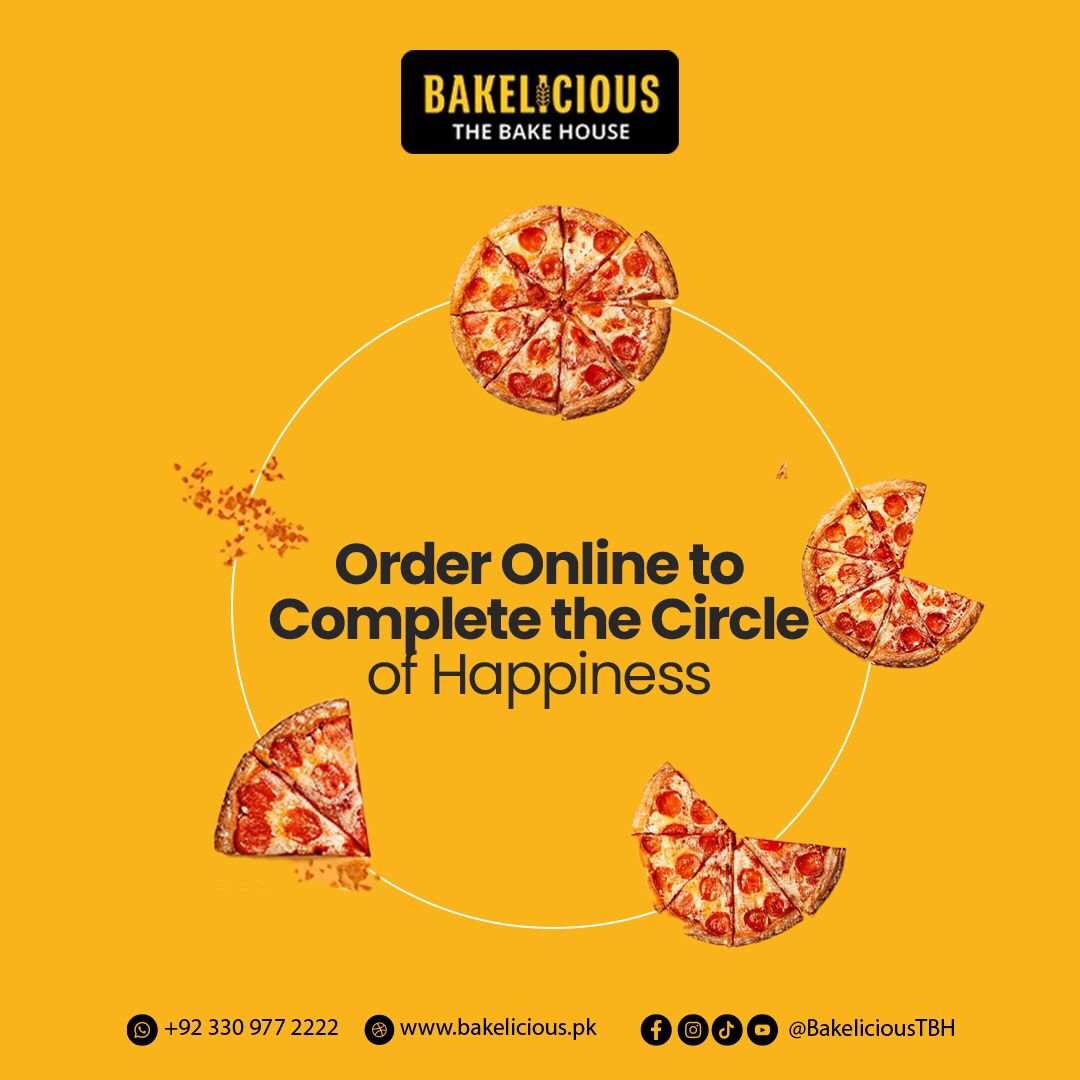 BAKELICIOUS
THE BAKE HOUSE
Order Online to
Complete the Circle
of Happiness
+92 330 977 2222 www.bakelicious.pk @BakeliciousTBH